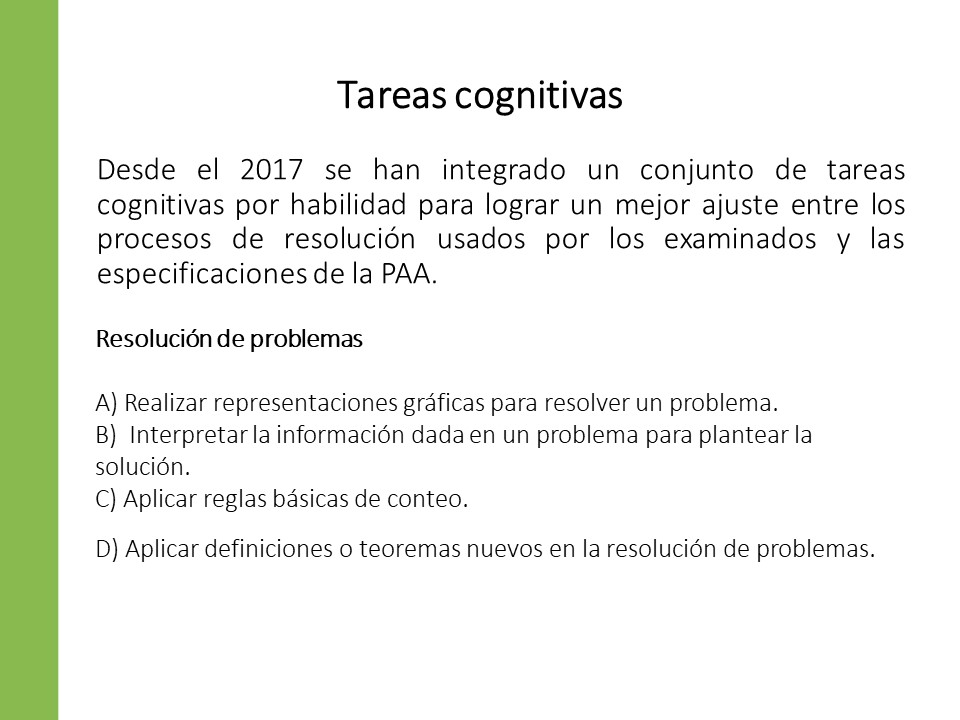 Tareas cognitivas
Desde el 2017 se han integrado un conjunto de tareas
cognitivas por habilidad para lograr un mejor ajuste entre los
procesos de resolución usados por los examinados y las
especificaciones de la PAA.
Resolución de problemas
A) Realizar representaciones gráficas para resolver un problema.
B) Interpretar la información dada en un problema para plantear la
solución.
C) Aplicar reglas básicas de conteo.
D) Aplicar definiciones o teoremas nuevos en la resolución de problemas.